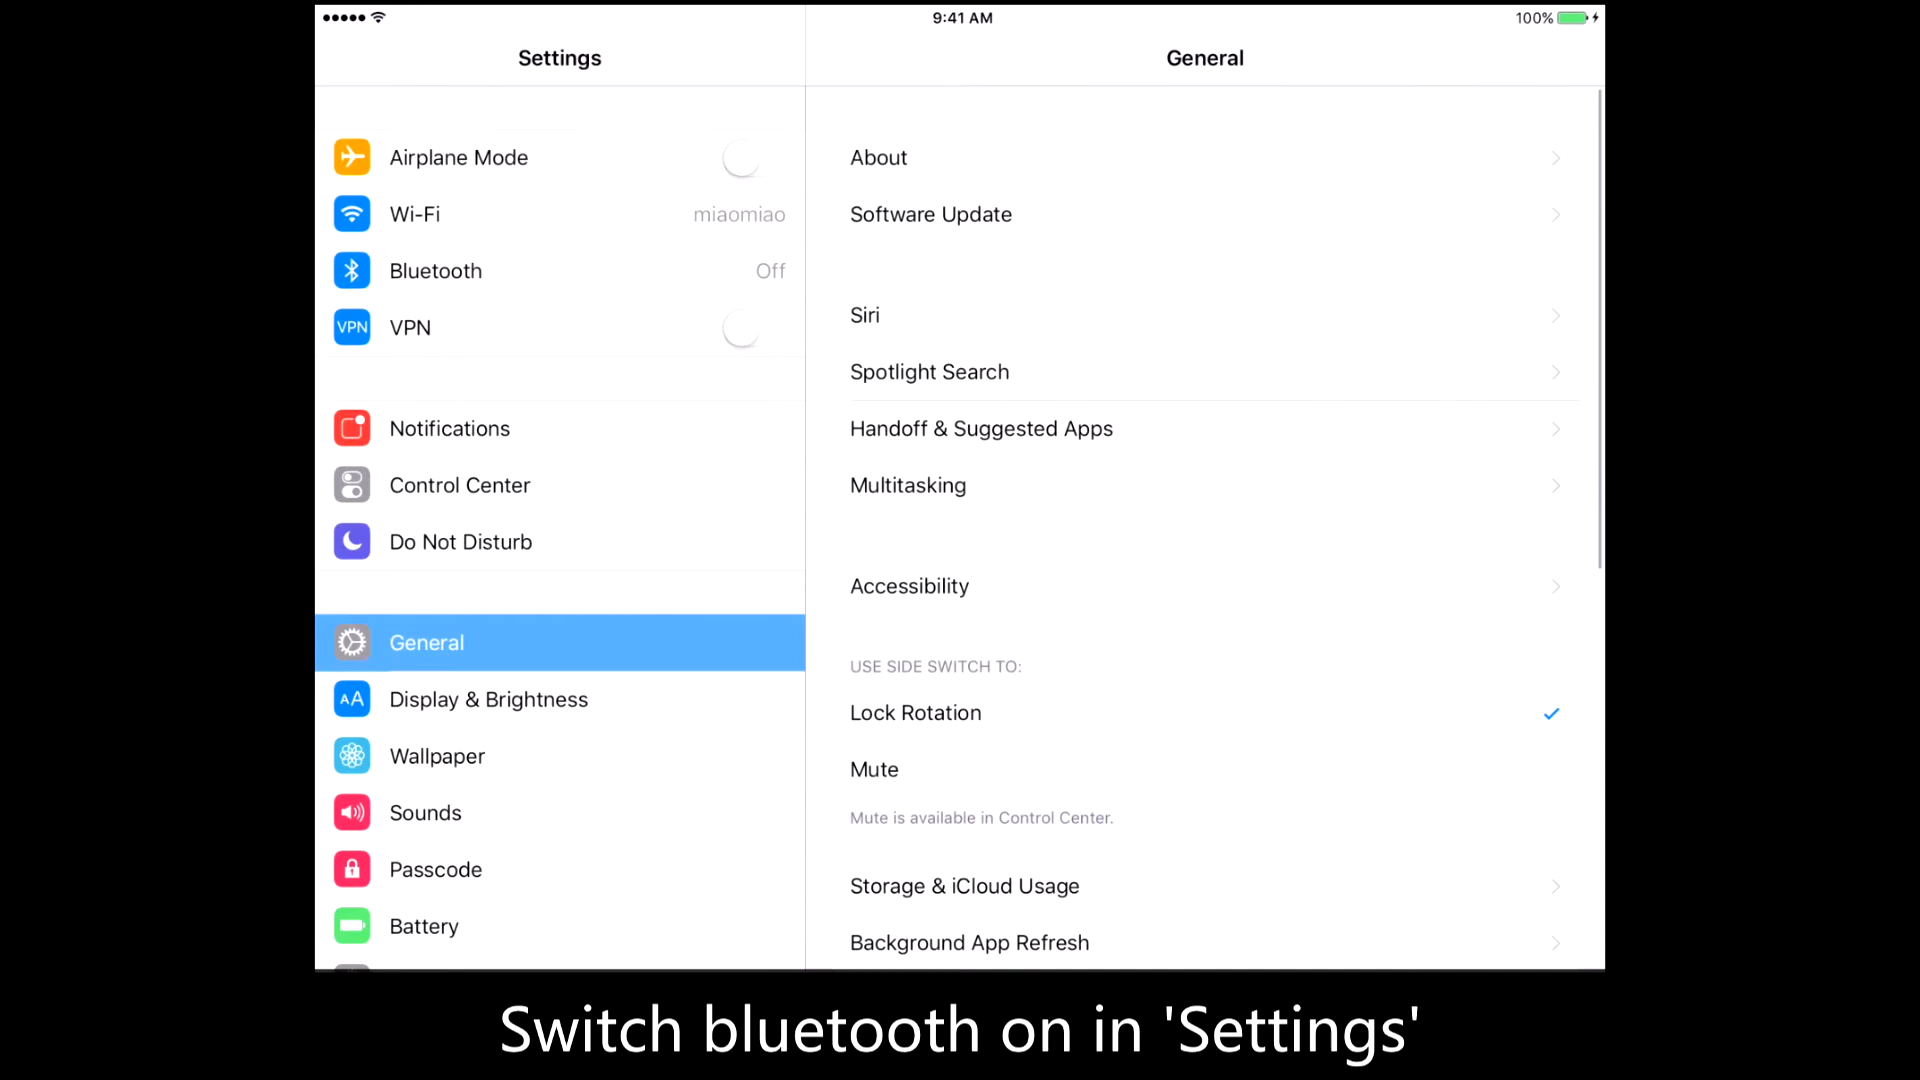 9:41 AM
100%
Settings
General
Airplane Mode
Wi-Fi miaomiao
Bluetooth Off
VPN VPN
Notifications
Control Center
Do Not Disturb
General
AA Display & Brightness
Wallpaper
Sounds
Passcode
Battery
About
Software Update
Siri
Spotlight Search
Handoff & Suggested Apps
Multitasking
Accessibility
USE SIDE SWITCH TO:
Lock Rotation
Mute
Mute is available in Control Center.
Storage & iCloud Usage
Background App Refresh
Switch bluetooth on in 'Settings'